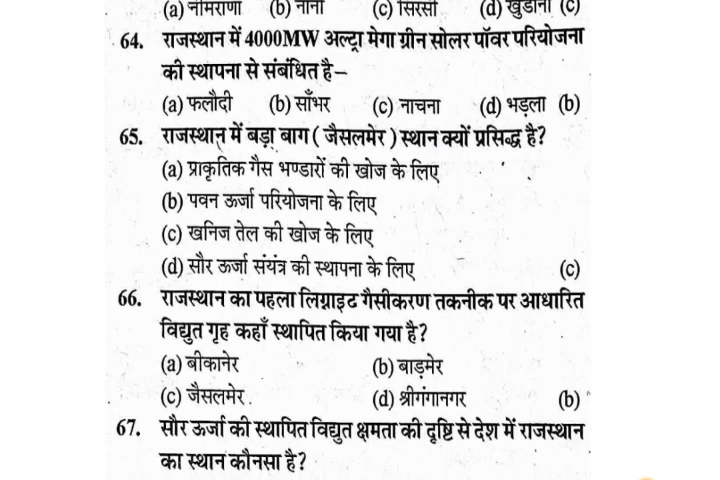 (a) नीमराणा (b) नाना (c) सिरसी (d) खुडाना (c)
64. राजस्थान में 4000MW अल्ट्रा मेगा ग्रीन सोलर पॉवर परियोजना
की स्थापना से संबंधित है–
(a) फलौदी (b) साँभर (c) नाचना (d) भड़ला (b)
65. राजस्थान में बड़ा बाग ( जैसलमेर ) स्थान क्यों प्रसिद्ध है?
(a) प्राकृतिक गैस भण्डारों की खोज के लिए
(b) पवन ऊर्जा परियोजना के लिए
(c) खनिज तेल की खोज के लिए
(d) सौर ऊर्जा संयंत्र की स्थापना के लिए (c)
66. राजस्थान का पहला लिग्नाइट गैसीकरण तकनीक पर आधारित
विद्युत गृह कहाँ स्थापित किया गया है?
(a) बीकानेर (b) बाड़मेर
(c) जैसलमेर (d) श्रीगंगानगर (b)
67. सौर ऊर्जा की स्थापित विद्युत क्षमता की दृष्टि से देश में राजस्थान
का स्थान कौनसा है?